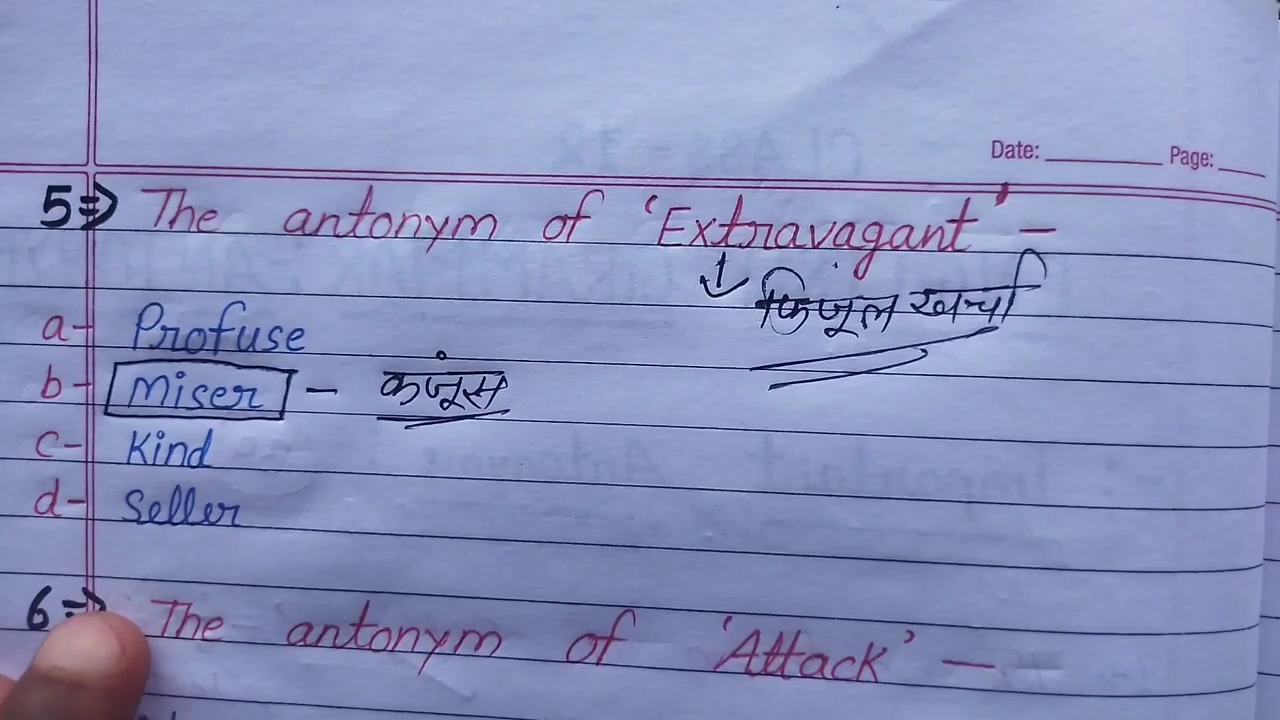 Date: Page:
5⇒ The antonym of 'Extravagant' -
फिजूल खर्ची
a- Profuse
b- Miser - कंजूस
c- Kind
d- Seller
6⇒ The antonym of 'Attack' -